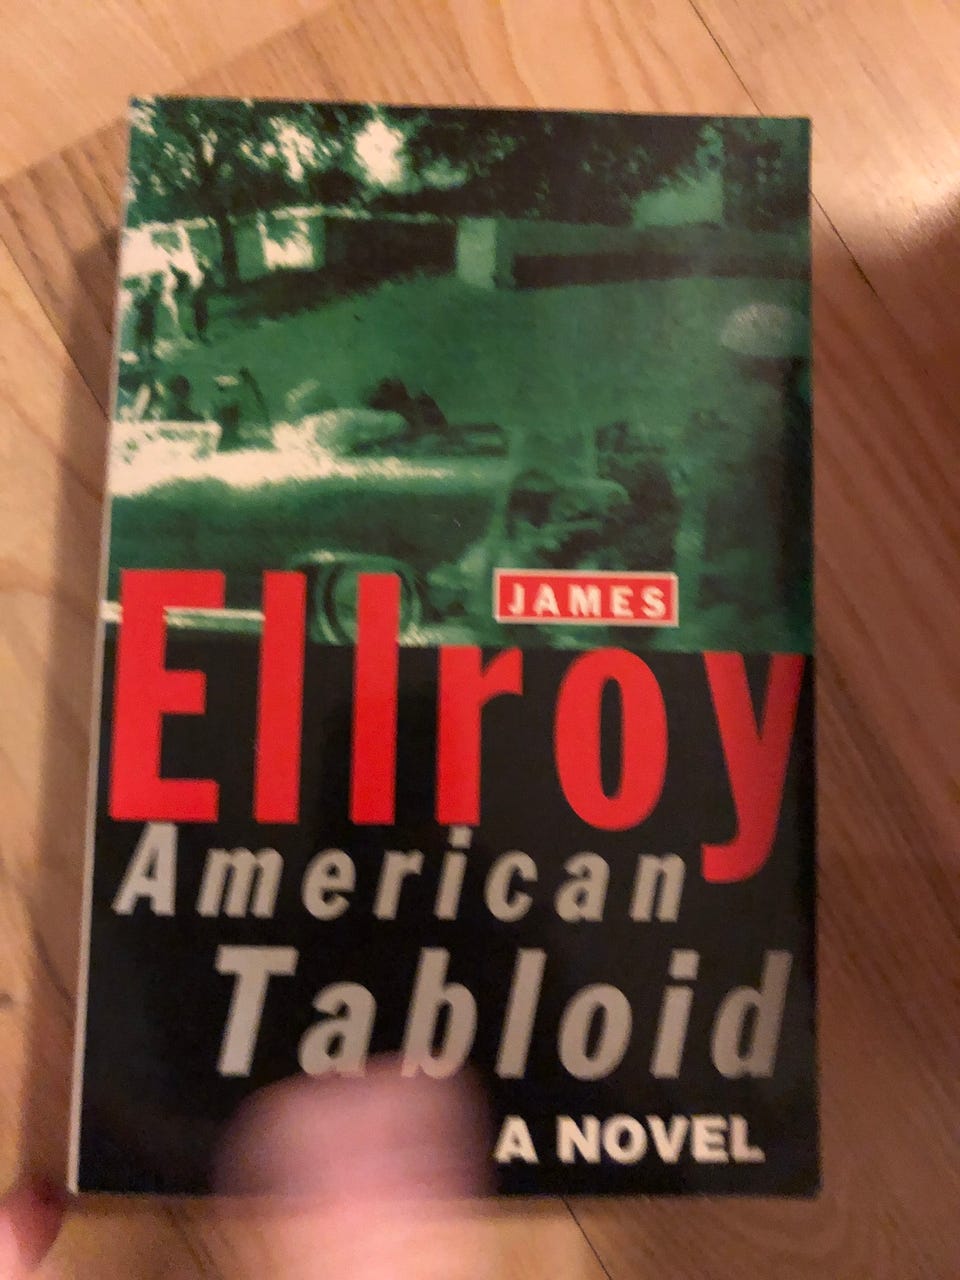 JAMES
Ellroy
American
Tabloid
A NOVEL